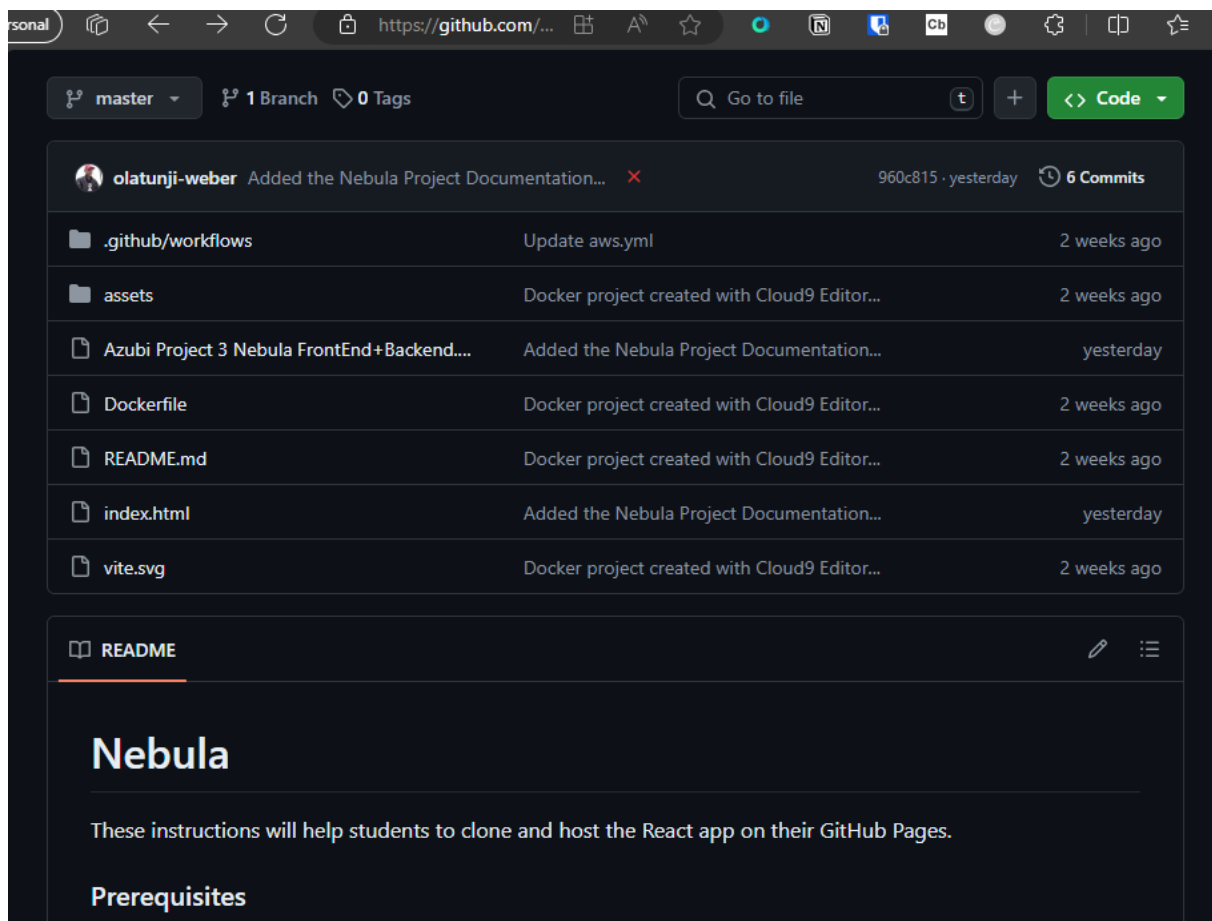 rsonal
https://github.com/...
Cb
master 1 Branch 0 Tags Go to file t + <> Code
olatunji-weber Added the Nebula Project Documentation... 960c815 · yesterday 6 Commits
.github/workflows Update aws.yml 2 weeks ago
assets Docker project created with Cloud9 Editor... 2 weeks ago
Azubi Project 3 Nebula FrontEnd+Backend.... Added the Nebula Project Documentation... yesterday
Dockerfile Docker project created with Cloud9 Editor... 2 weeks ago
README.md Docker project created with Cloud9 Editor... 2 weeks ago
index.html Added the Nebula Project Documentation... yesterday
vite.svg Docker project created with Cloud9 Editor... 2 weeks ago
README
Nebula
These instructions will help students to clone and host the React app on their GitHub Pages.
Prerequisites